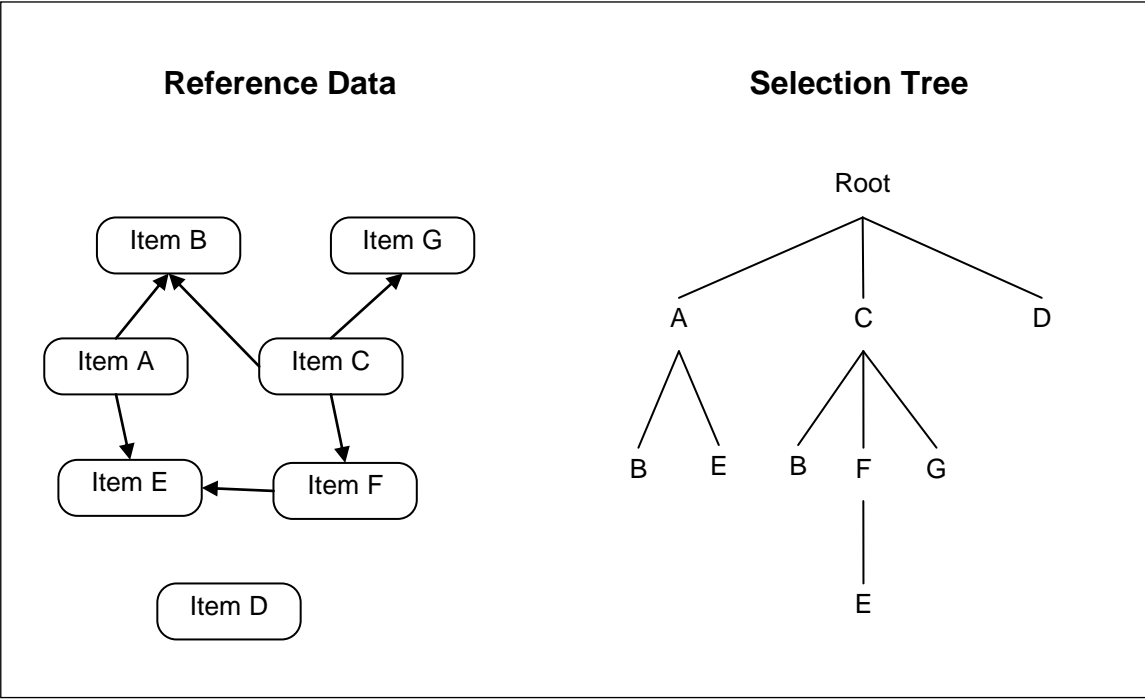 Reference Data
Selection Tree
Root
Item B
Item G
A
C
D
Item A
Item C
B
E
B
F
G
Item E
Item F
E
Item D